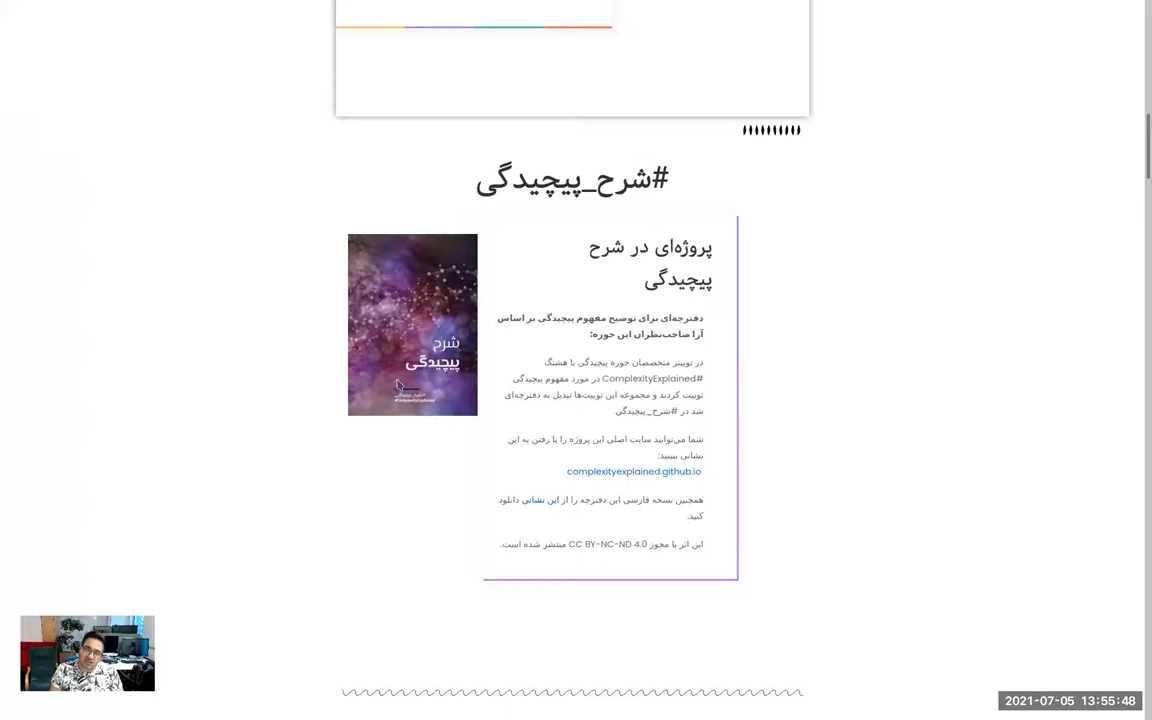 #شرح_پیچیدگی
پروژه‌ای در شرح
پیچیدگی
دفترچه‌ای برای توضیح مفهوم پیچیدگی بر اساس
آرا صاحب‌نظران این حوزه:
در توییتر متخصصان حوزه پیچیدگی با هشتگ
#ComplexityExplained در مورد مفهوم پیچیدگی
توییت کردند و مجموعه این توییت‌ها تبدیل به دفترچه‌ای
شد در #شرح_پیچیدگی
شما می‌توانید سایت اصلی این پروژه را با رفتن به این
نشانی ببینید:
complexityexplained.github.io
همچنین نسخه فارسی این دفترچه را از این نشانی دانلود
کنید.
این اثر با مجوز CC BY-NC-ND 4.0 منتشر شده است.
شرح
پیچیدگی
#شرح_پیچیدگی
#ComplexityExplained
2021-07-05 13:55:48